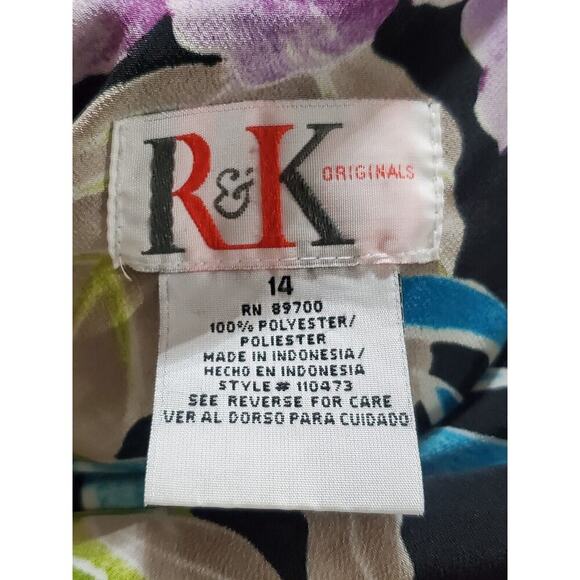 R&K ORIGINALS
14
RN 89700
100% POLYESTER/
POLIESTER
MADE IN INDONESIA/
HECHO EN INDONESIA
STYLE# 110473
SEE REVERSE FOR CARE
VER AL DORSO PARA CUIDADO